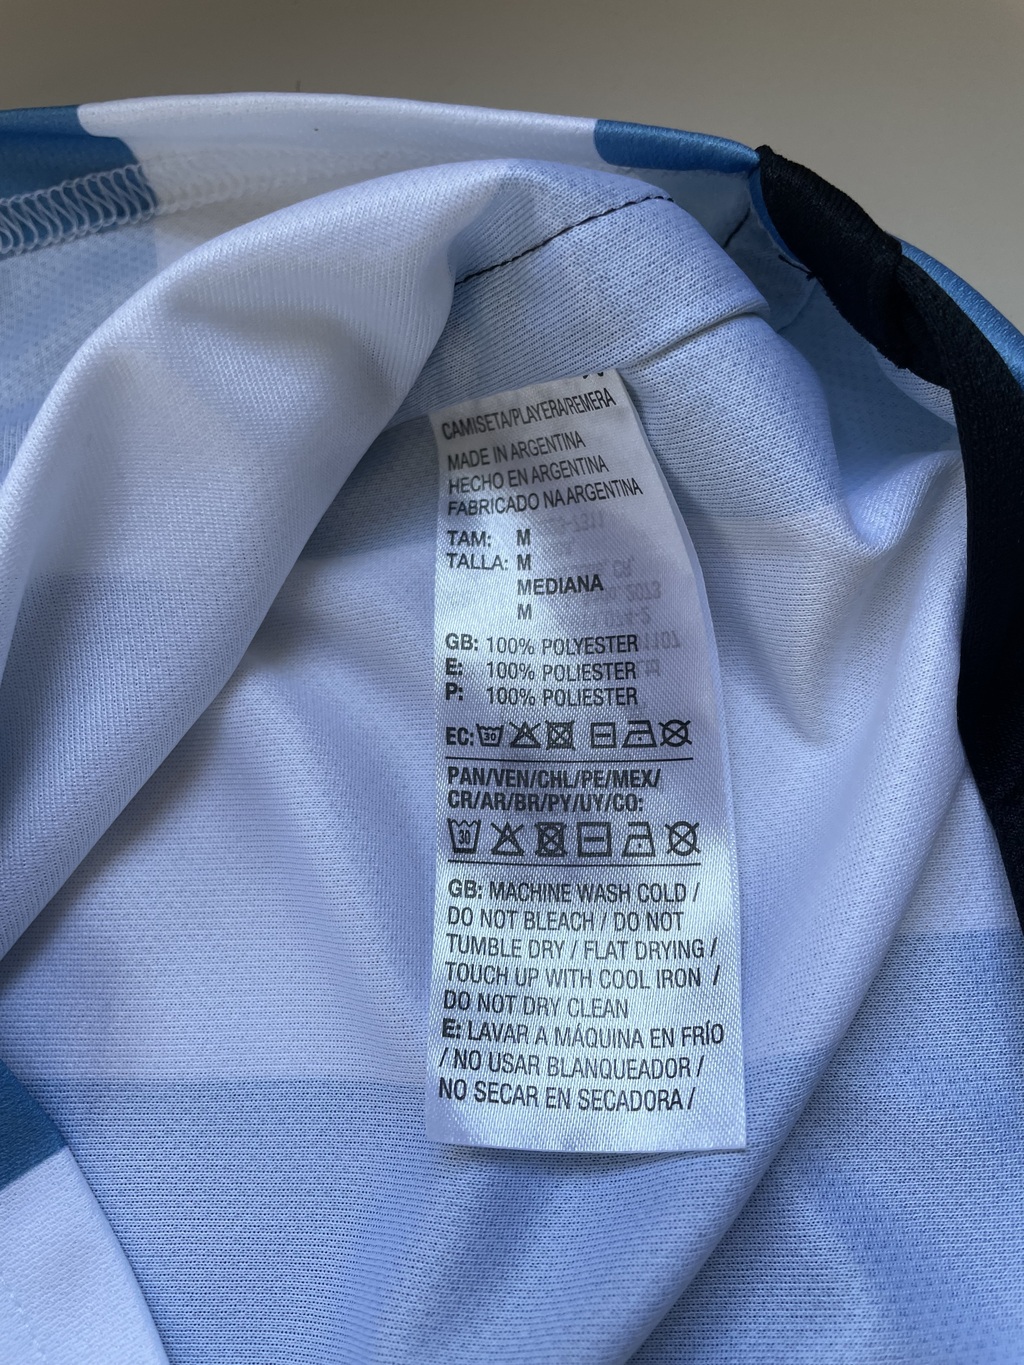 CAMISETA/PLAYERA/REMERA
MADE IN ARGENTINA
HECHO EN ARGENTINA
FABRICADO NA ARGENTINA
TAM: M
TALLA: M
MEDIANA
M
GB: 100% POLYESTER
E: 100% POLIESTER
P: 100% POLIESTER
EC: 30
PAN/VEN/CHL/PE/MEX/
CR/AR/BR/PY/UY/CO:
30
GB: MACHINE WASH COLD /
DO NOT BLEACH / DO NOT
TUMBLE DRY / FLAT DRYING /
TOUCH UP WITH COOL IRON /
DO NOT DRY CLEAN
E: LAVAR A MÁQUINA EN FRÍO
/ NO USAR BLANQUEADOR /
NO SECAR EN SECADORA /